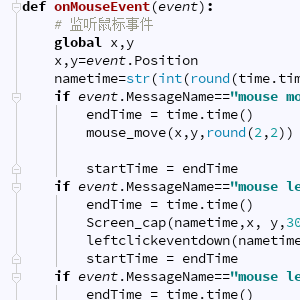 def onMouseEvent(event):
# 监听鼠标事件
global x,y
x,y=event.Position
nametime=str(int(round(time.tim
if event.MessageName=="mouse mo
endTime = time.time()
mouse_move(x,y,round(2,2))
startTime = endTime
if event.MessageName=="mouse le
endTime = time.time()
Screen_cap(nametime,x, y,30
leftclickeventdown(nametime
startTime = endTime
if event.MessageName=="mouse le
endTime = time.time()